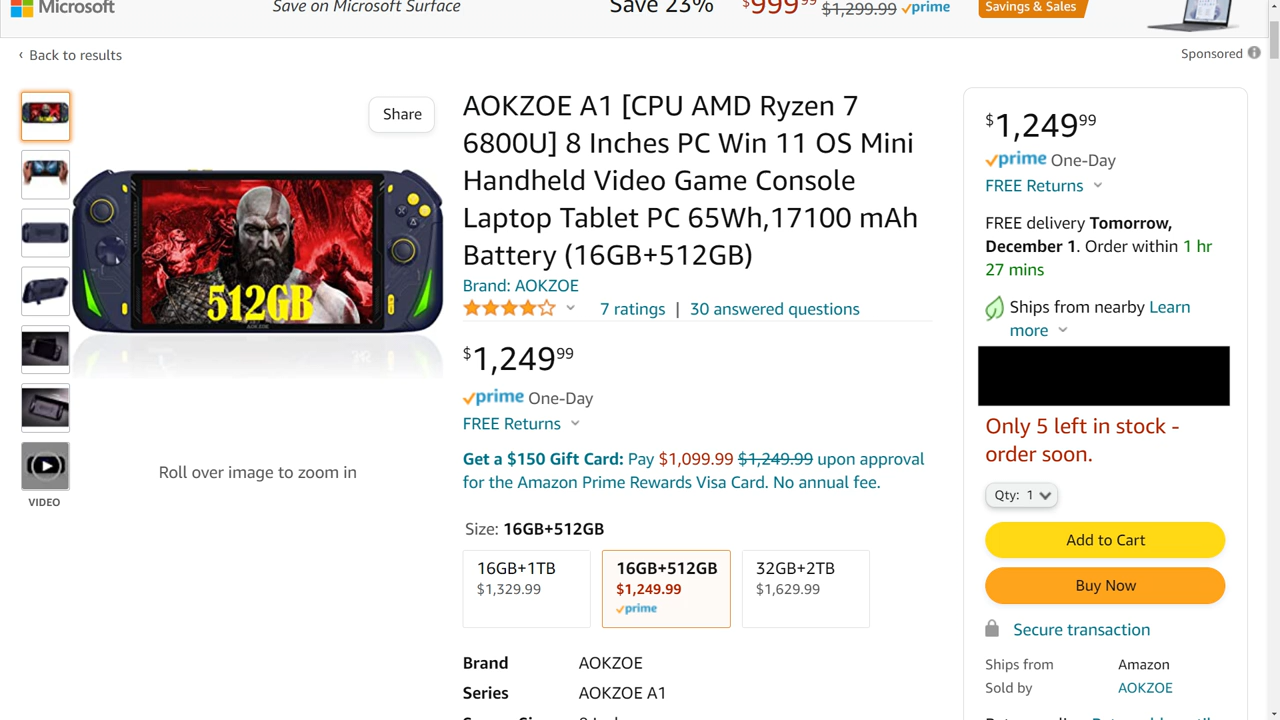 Microsoft
Save on Microsoft Surface
Save 23%
$999⁹⁹ $1,299.99 prime
Savings & Sales
‹ Back to results
Sponsored
Share
512GB
AOKZOE
Roll over image to zoom in
VIDEO
AOKZOE A1 [CPU AMD Ryzen 7
6800U] 8 Inches PC Win 11 OS Mini
Handheld Video Game Console
Laptop Tablet PC 65Wh,17100 mAh
Battery (16GB+512GB)
Brand: AOKZOE
7 ratings | 30 answered questions
$1,249⁹⁹
prime One-Day
FREE Returns
Get a $150 Gift Card: Pay $1,099.99 $1,249.99 upon approval
for the Amazon Prime Rewards Visa Card. No annual fee.
Size: 16GB+512GB
16GB+1TB
$1,329.99
16GB+512GB
$1,249.99
prime
32GB+2TB
$1,629.99
Brand AOKZOE
Series AOKZOE A1
$1,249⁹⁹
prime One-Day
FREE Returns
FREE delivery Tomorrow,
December 1. Order within 1 hr
27 mins
Ships from nearby Learn
more
Only 5 left in stock -
order soon.
Qty: 1
Add to Cart
Buy Now
Secure transaction
Ships from Amazon
Sold by AOKZOE